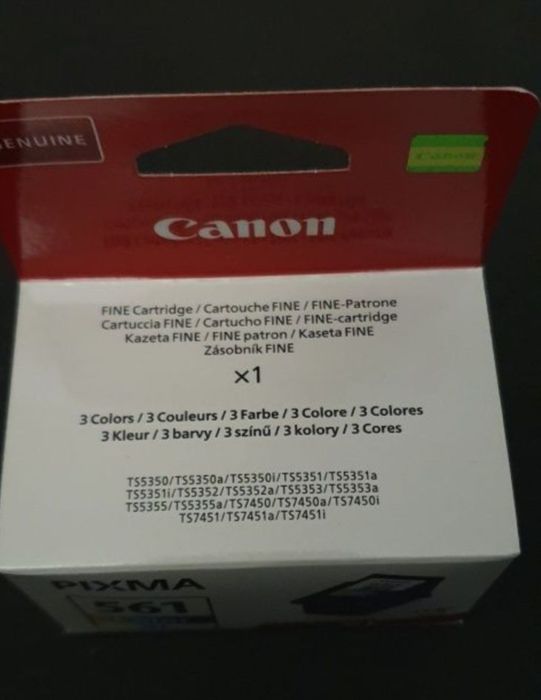 GENUINE
Canon
Canon
FINE Cartridge / Cartouche FINE / FINE-Patrone
Cartuccia FINE / Cartucho FINE / FINE-cartridge
Kazeta FINE / FINE patron / Kaseta FINE
Zásobník FINE
x1
3 Colors / 3 Couleurs / 3 Farbe / 3 Colore / 3 Colores
3 Kleur / 3 barvy / 3 színű / 3 kolory / 3 Cores
TS5350/TS5350a/TS5350i/TS5351/TS5351a
TS5351i/TS5352/TS5352a/TS5353/TS5353a
TS5355/TS5355a/TS7450/TS7450a/TS7450i
TS7451/TS7451a/TS7451i
PIXMA
561